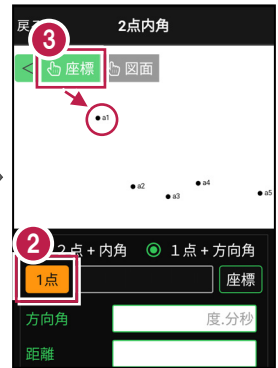 戻 2点内角
3
< 座標 図面
a1
a2
a4
a3
a5
2
2点+内角 1点+方向角
1点 座標
方向角 度.分秒
距離